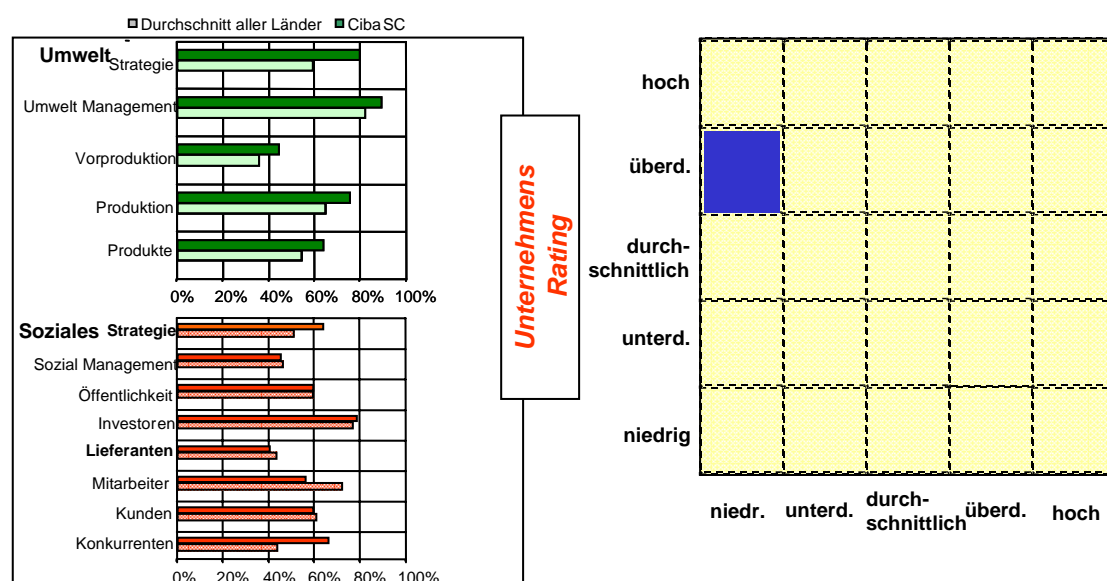 Durchschnitt aller Länder Ciba SC
Umwelt
Strategie
Umwelt Management
Vorproduktion
Produktion
Produkte
0% 20% 40% 60% 80% 100%
Soziales Strategie
Sozial Management
Öffentlichkeit
Investoren
Lieferanten
Mitarbeiter
Kunden
Konkurrenten
0% 20% 40% 60% 80% 100%
Unternehmens
Rating
hoch
überd.
durch-
schnittlich
unterd.
niedrig
niedr. unterd. durch-
schnittlich überd. hoch